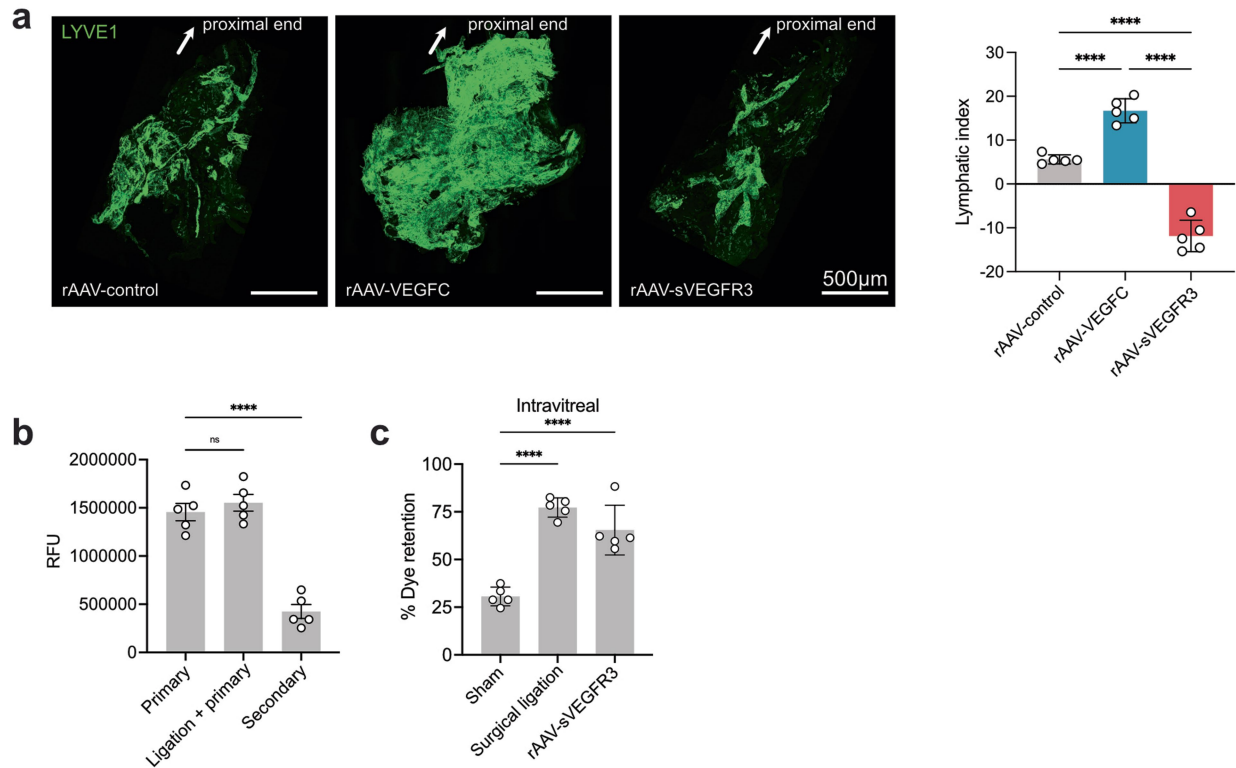 a
LYVE1
proximal end
proximal end
proximal end
rAAV-control
rAAV-VEGFC
rAAV-sVEGFR3
500µm
****
****
****
Lymphatic index
30
20
10
0
-10
-20
rAAV-control
rAAV-VEGFC
rAAV-sVEGFR3
b
****
ns
RFU
2000000
1500000
1000000
500000
0
Primary
Ligation + primary
Secondary
c
Intravitreal
****
****
% Dye retention
100
75
50
25
0
Sham
Surgical ligation
rAAV-sVEGFR3